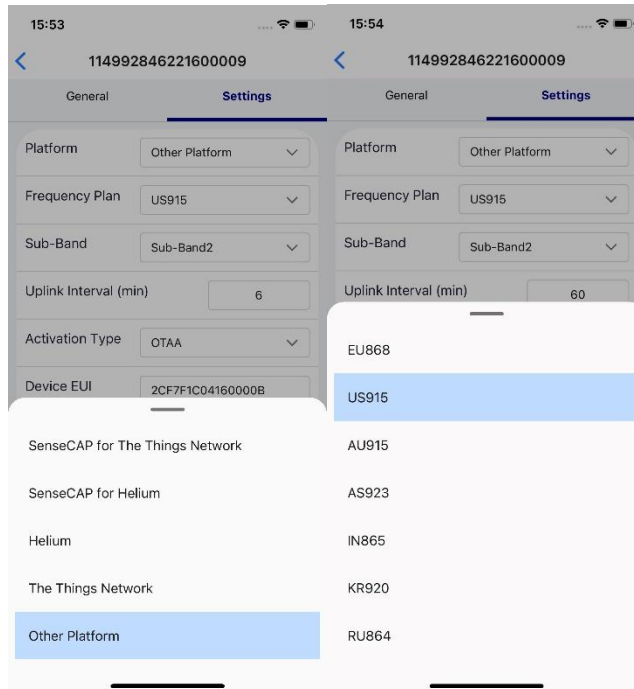 15:53
114992846221600009
General Settings
Platform Other Platform
Frequency Plan US915
Sub-Band Sub-Band2
Uplink Interval (min) 6
Activation Type OTAA
Device EUI 2CF7F1C04160000B
SenseCAP for The Things Network
SenseCAP for Helium
Helium
The Things Network
Other Platform
15:54
114992846221600009
General Settings
Platform Other Platform
Frequency Plan US915
Sub-Band Sub-Band2
Uplink Interval (min) 60
EU868
US915
AU915
AS923
IN865
KR920
RU864